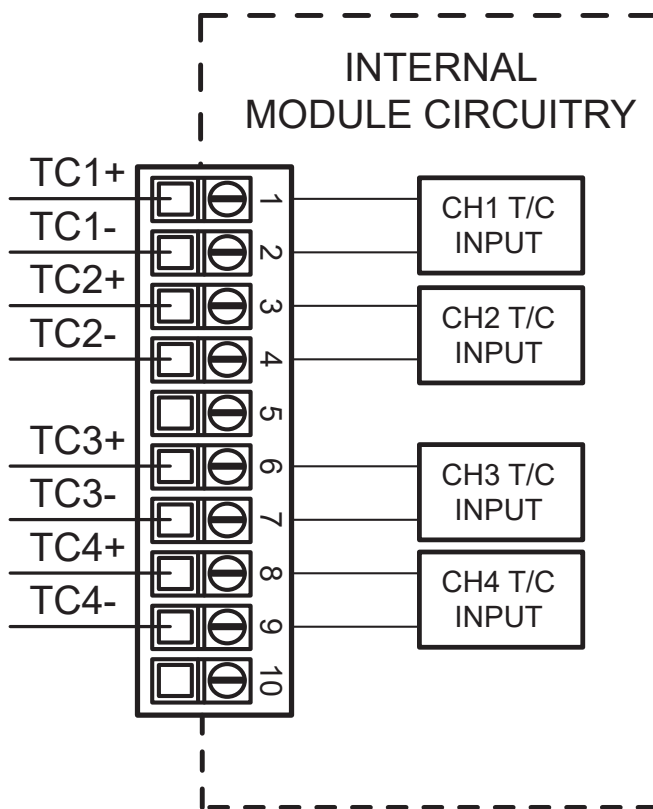 INTERNAL
MODULE CIRCUITRY
TC1+
1
CH1 T/C
INPUT
TC1-
2
TC2+
3
CH2 T/C
INPUT
TC2-
4
5
TC3+
6
CH3 T/C
INPUT
TC3-
7
TC4+
8
CH4 T/C
INPUT
TC4-
9
10